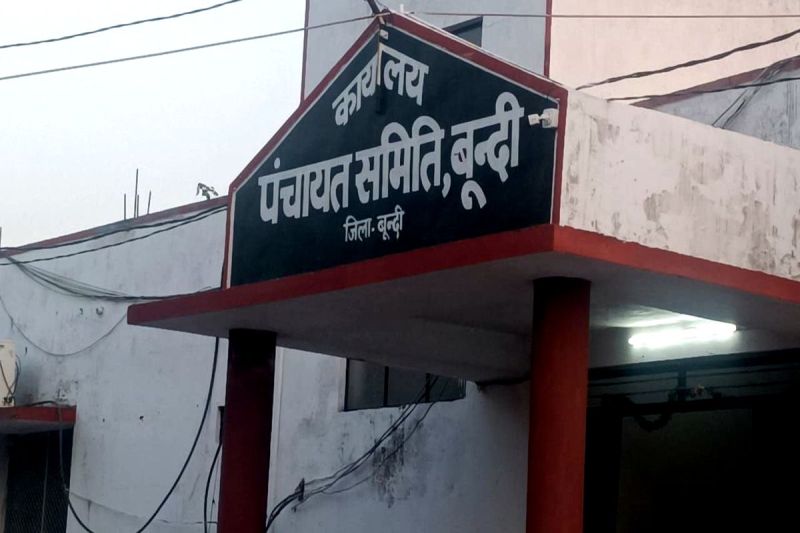 कार्यालय
पंचायत समिति, बून्दी
जिला- बून्दी